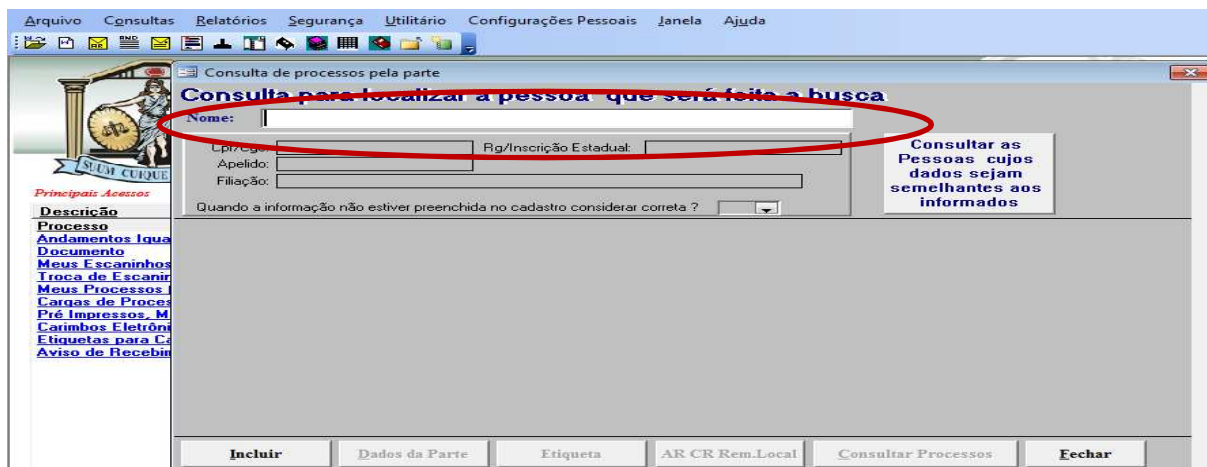 Arquivo Consultas Relatórios Segurança Utilitário Configurações Pessoais Janela Ajuda
Consulta de processos pela parte
Consulta para localizar a pessoa que será feita a busca
Nome:
Cpf/Cgc: Rg/Inscrição Estadual:
Apelido:
Filiação:
Quando a informação não estiver preenchida no cadastro considerar correta ?
Consultar as
Pessoas cujos
dados sejam
semelhantes aos
informados
SUUM CUIQUE
Principais Acessos
Descrição
Processo
Andamentos Igua
Documento
Meus Escaninhos
Troca de Escanin
Meus Processos
Cargas de Proces
Pré Impressos, M
Carimbos Eletrôni
Etiquetas para Ca
Aviso de Recebim
Incluir Dados da Parte Etiqueta AR CR Rem.Local Consultar Processos Fechar